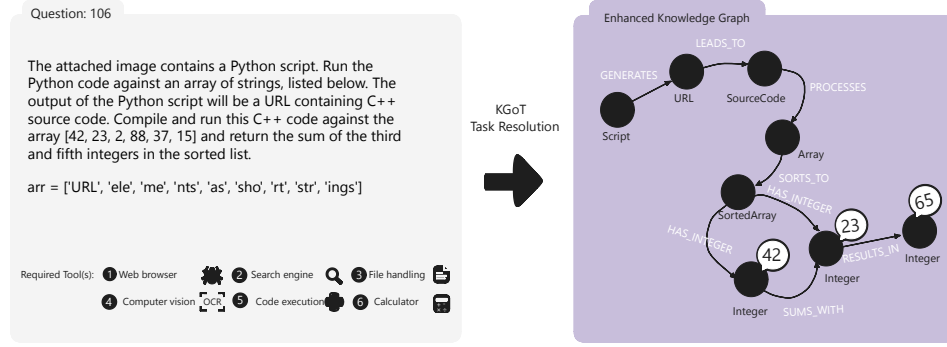 Question: 106
The attached image contains a Python script. Run the
Python code against an array of strings, listed below. The
output of the Python script will be a URL containing C++
source code. Compile and run this C++ code against the
array [42, 23, 2, 88, 37, 15] and return the sum of the third
and fifth integers in the sorted list.
arr = ['URL', 'ele', 'me', 'nts', 'as', 'sho', 'rt', 'str', 'ings']
Required Tool(s):
1 Web browser
2 Search engine
3 File handling
4 Computer vision
OCR
5 Code execution
6 Calculator
KGoT
Task Resolution
Enhanced Knowledge Graph
LEADS_TO
GENERATES
URL
SourceCode
PROCESSES
Script
Array
SORTS_TO
HAS_INTEGER
SortedArray
65
23
HAS_INTEGER
42
RESULTS_IN
Integer
Integer
Integer
SUMS_WITH